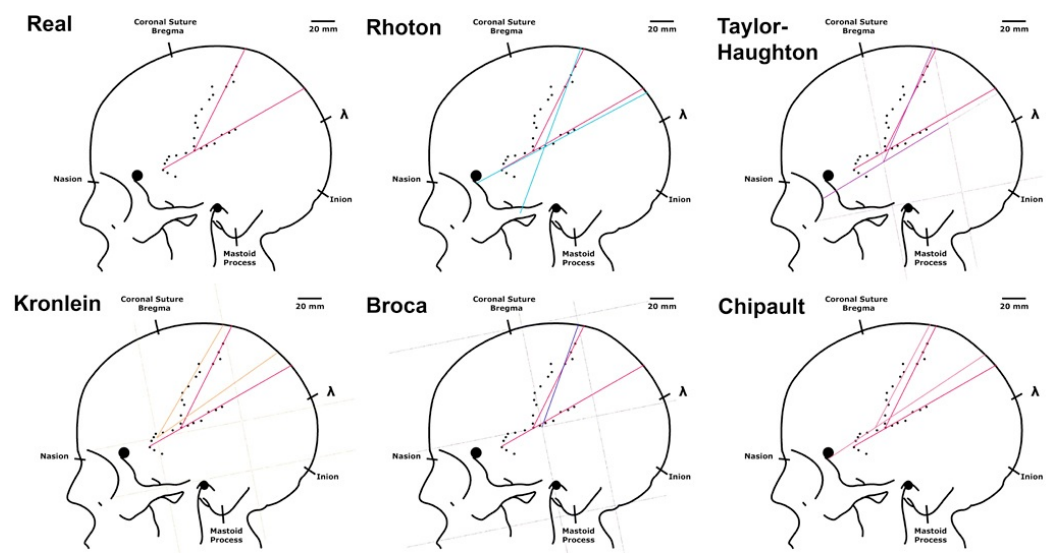 Real
Coronal Suture
Bregma
20 mm
λ
Nasion
Inion
Mastoid
Process
Rhoton
Coronal Suture
Bregma
20 mm
λ
Nasion
Inion
Mastoid
Process
Taylor-
Haughton
Coronal Suture
Bregma
20 mm
λ
Nasion
Inion
Mastoid
Process
Kronlein
Coronal Suture
Bregma
20 mm
λ
Nasion
Inion
Mastoid
Process
Broca
Coronal Suture
Bregma
20 mm
λ
Nasion
Inion
Mastoid
Process
Chipault
Coronal Suture
Bregma
20 mm
λ
Nasion
Inion
Mastoid
Process